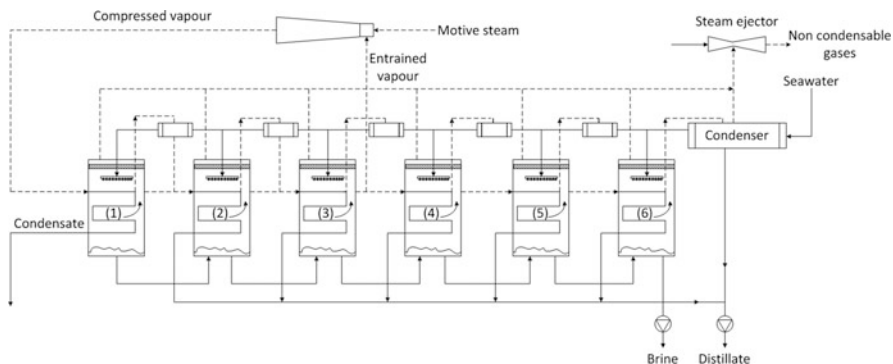 Compressed vapour
Motive steam
Steam ejector
Non condensable
gases
Entrained
vapour
Seawater
Condenser
(1)
(2)
(3)
(4)
(5)
(6)
Condensate
Brine
Distillate